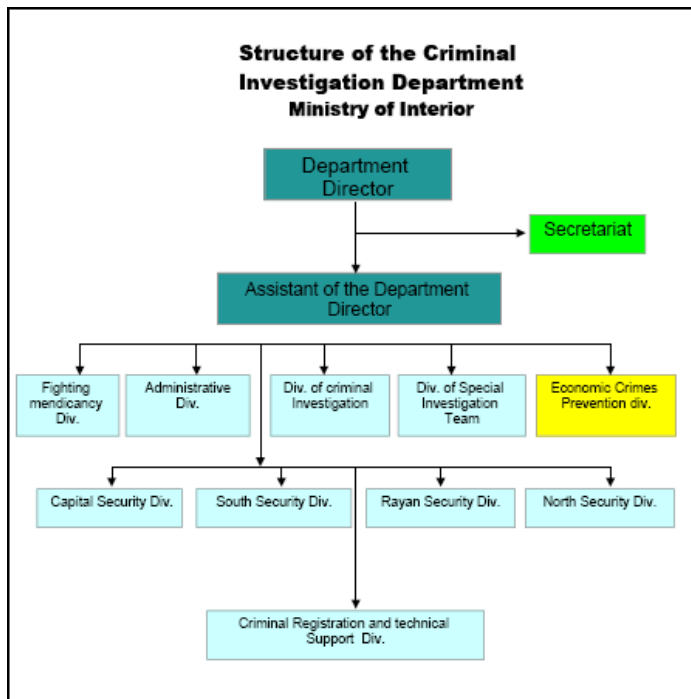 Structure of the Criminal
Investigation Department
Ministry of Interior
Department
Director
Secretariat
Assistant of the Department
Director
Fighting
mendicancy
Div.
Administrative
Div.
Div. of criminal
Investigation
Div. of Special
Investigation
Team
Economic Crimes
Prevention div.
Capital Security Div.
South Security Div.
Rayan Security Div.
North Security Div.
Criminal Registration and technical
Support Div.